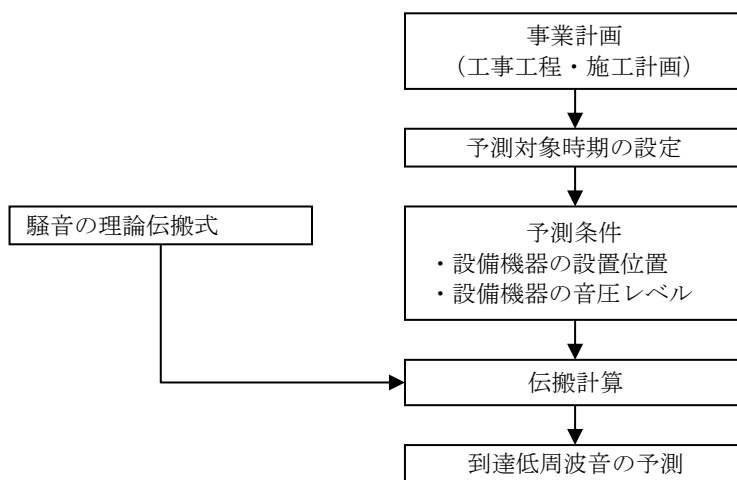 事業計画
（工事工程・施工計画）
予測対象時期の設定
騒音の理論伝搬式
予測条件
・設備機器の設置位置
・設備機器の音圧レベル
伝搬計算
到達低周波音の予測